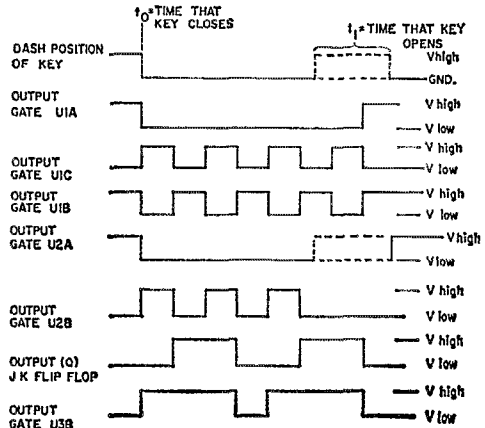 t₀=TIME THAT
KEY CLOSES
t₁=TIME THAT KEY
OPENS
DASH POSITION
OF KEY
Vhigh
GND.
OUTPUT
GATE U1A
V high
V low
OUTPUT
GATE U1C
V high
V low
OUTPUT
GATE U1B
V high
V low
OUTPUT
GATE U2A
V high
V low
OUTPUT
GATE U2B
V high
V low
OUTPUT (Q)
J K FLIP FLOP
V high
V low
OUTPUT
GATE U3B
V high
V low